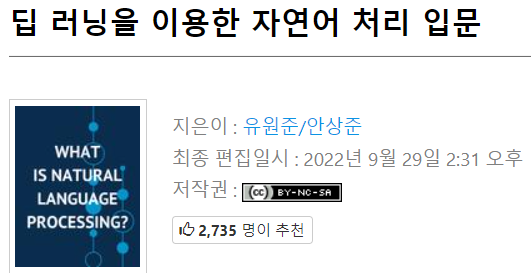 딥 러닝을 이용한 자연어 처리 입문
WHAT
IS NATURAL
LANGUAGE
PROCESSING?
지은이 : 유원준/안상준
최종 편집일시 : 2022년 9월 29일 2:31 오후
저작권 : cc BY-NC-SA
2,735 명이 추천